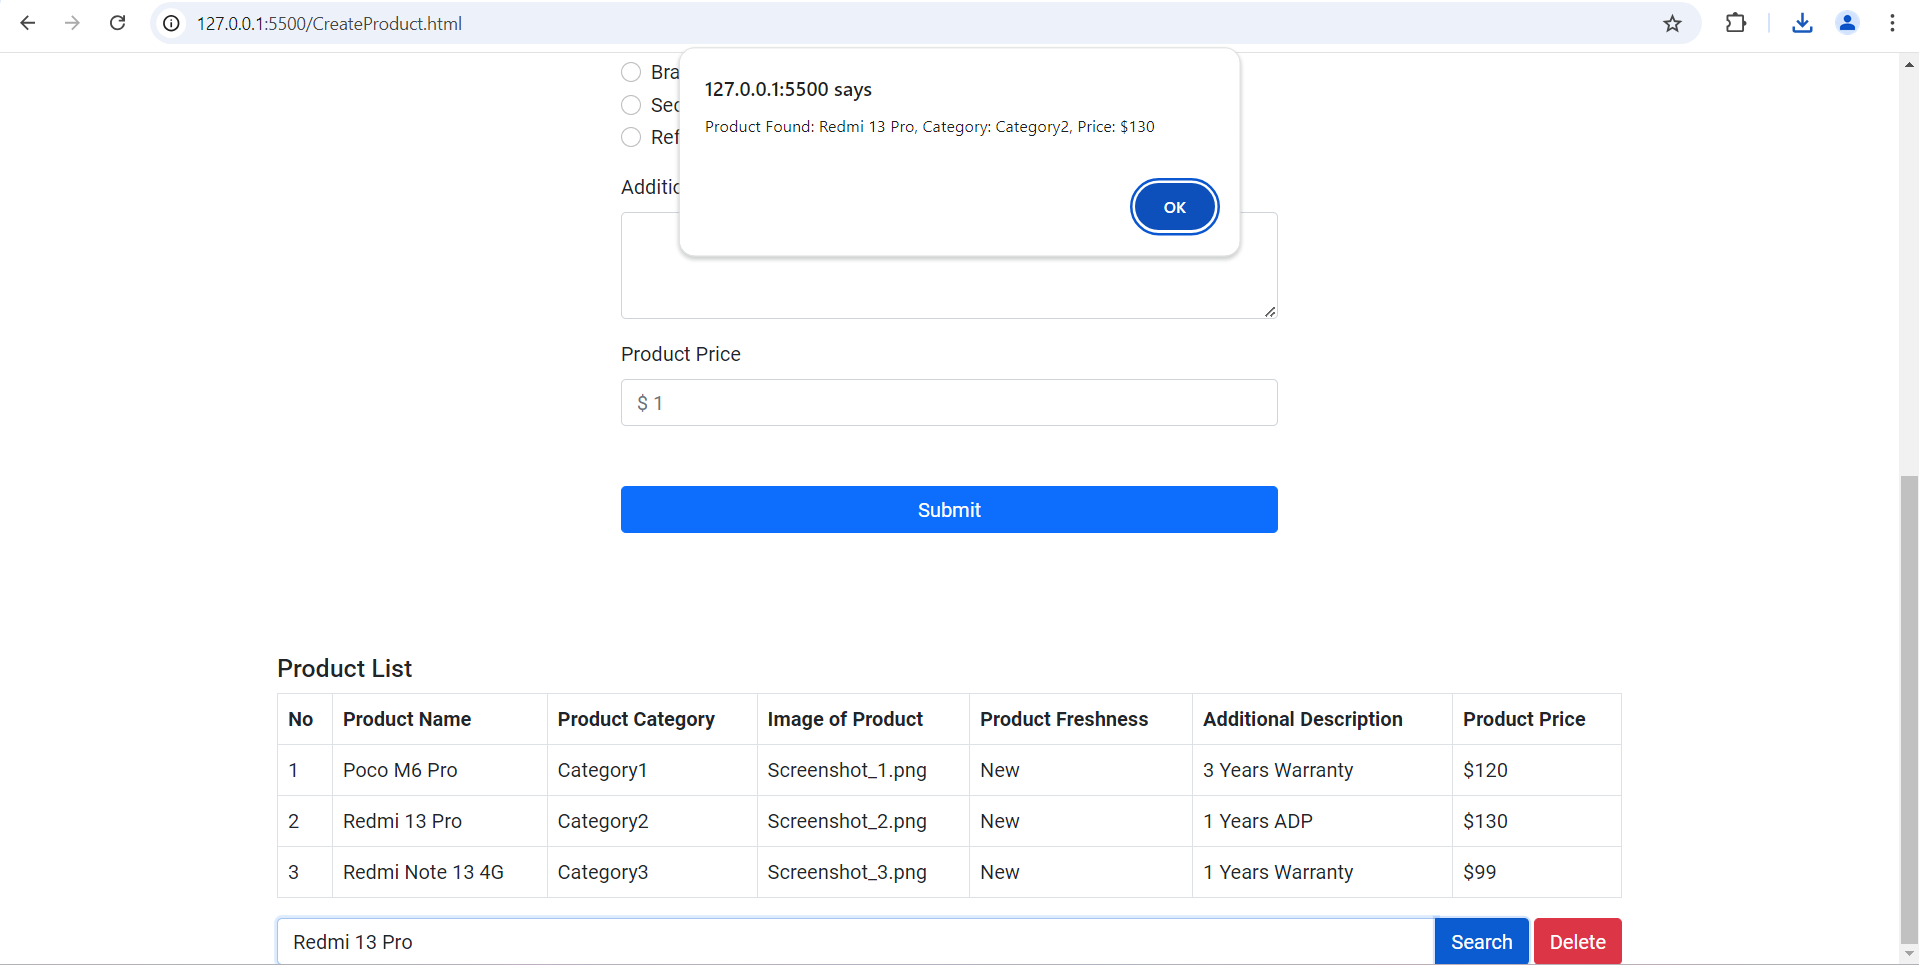 127.0.0.1:5500/CreateProduct.html
127.0.0.1:5500 says
Product Found: Redmi 13 Pro, Category: Category2, Price: $130
OK
Product Price
$ 1
Submit
Product List
No Product Name Product Category Image of Product Product Freshness Additional Description Product Price
1 Poco M6 Pro Category1 Screenshot_1.png New 3 Years Warranty $120
2 Redmi 13 Pro Category2 Screenshot_2.png New 1 Years ADP $130
3 Redmi Note 13 4G Category3 Screenshot_3.png New 1 Years Warranty $99
Redmi 13 Pro Search Delete